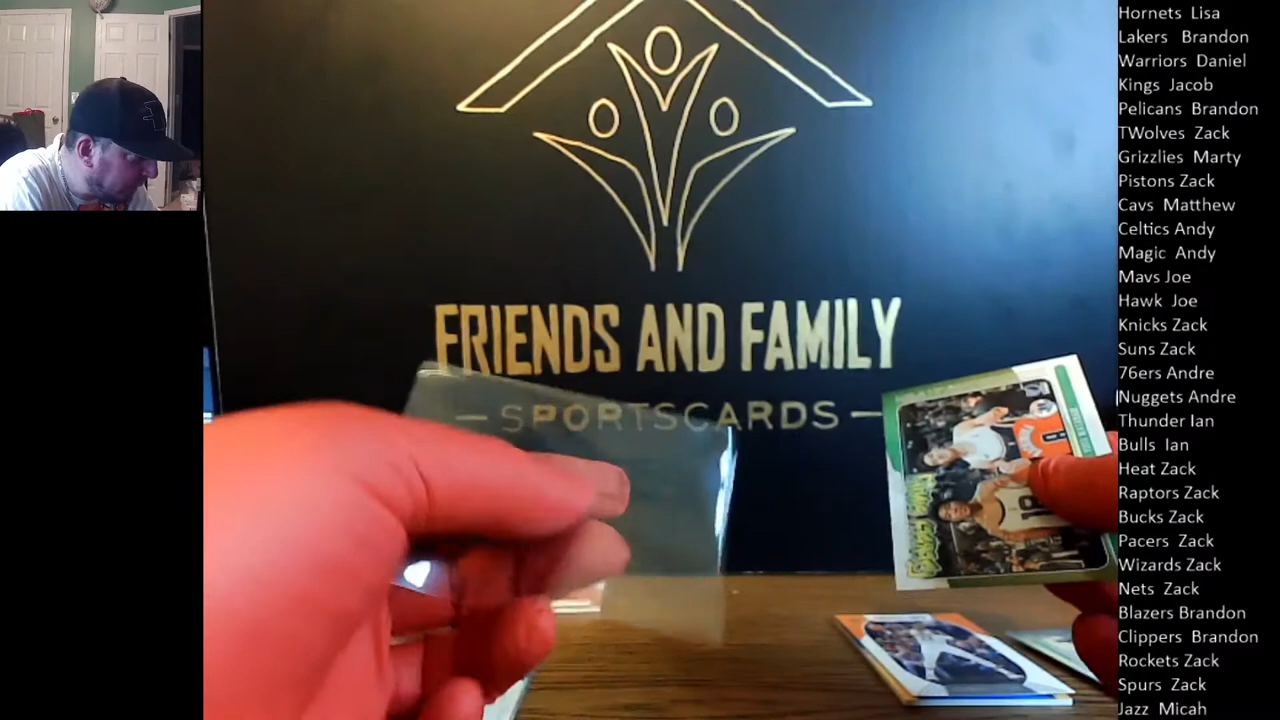 FRIENDS AND FAMILY
SPORTSCARDS
Hornets Lisa
Lakers Brandon
Warriors Daniel
Kings Jacob
Pelicans Brandon
TWolves Zack
Grizzlies Marty
Pistons Zack
Cavs Matthew
Celtics Andy
Magic Andy
Mavs Joe
Hawk Joe
Knicks Zack
Suns Zack
76ers Andre
Nuggets Andre
Thunder Ian
Bulls Ian
Heat Zack
Raptors Zack
Bucks Zack
Pacers Zack
Wizards Zack
Nets Zack
Blazers Brandon
Clippers Brandon
Rockets Zack
Spurs Zack
Jazz Micah